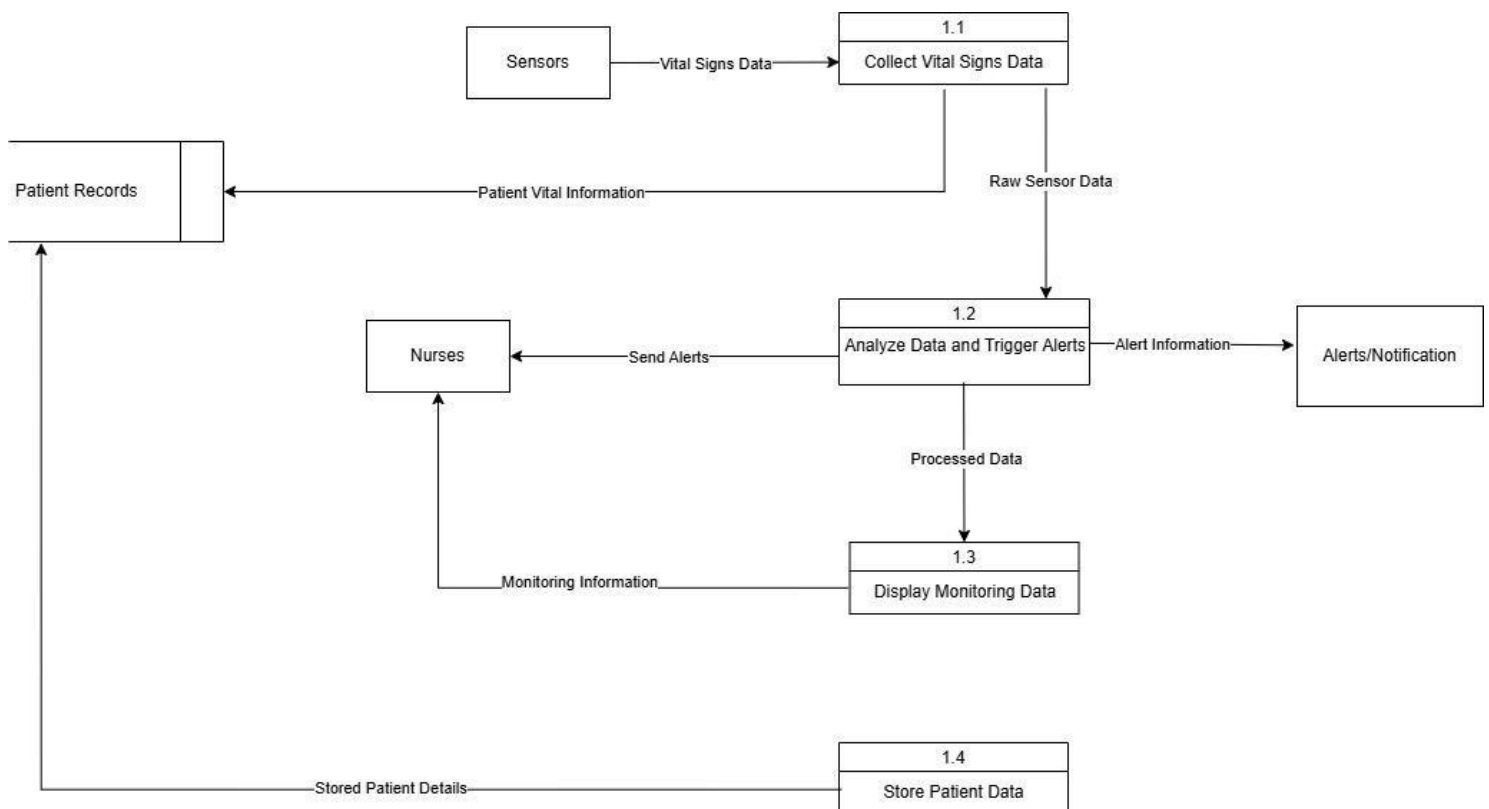 1.1
Sensors
Vital Signs Data
Collect Vital Signs Data
Patient Records
Patient Vital Information
Raw Sensor Data
1.2
Nurses
Send Alerts
Analyze Data and Trigger Alerts
Alert Information
Alerts/Notification
Processed Data
1.3
Monitoring Information
Display Monitoring Data
1.4
Stored Patient Details
Store Patient Data